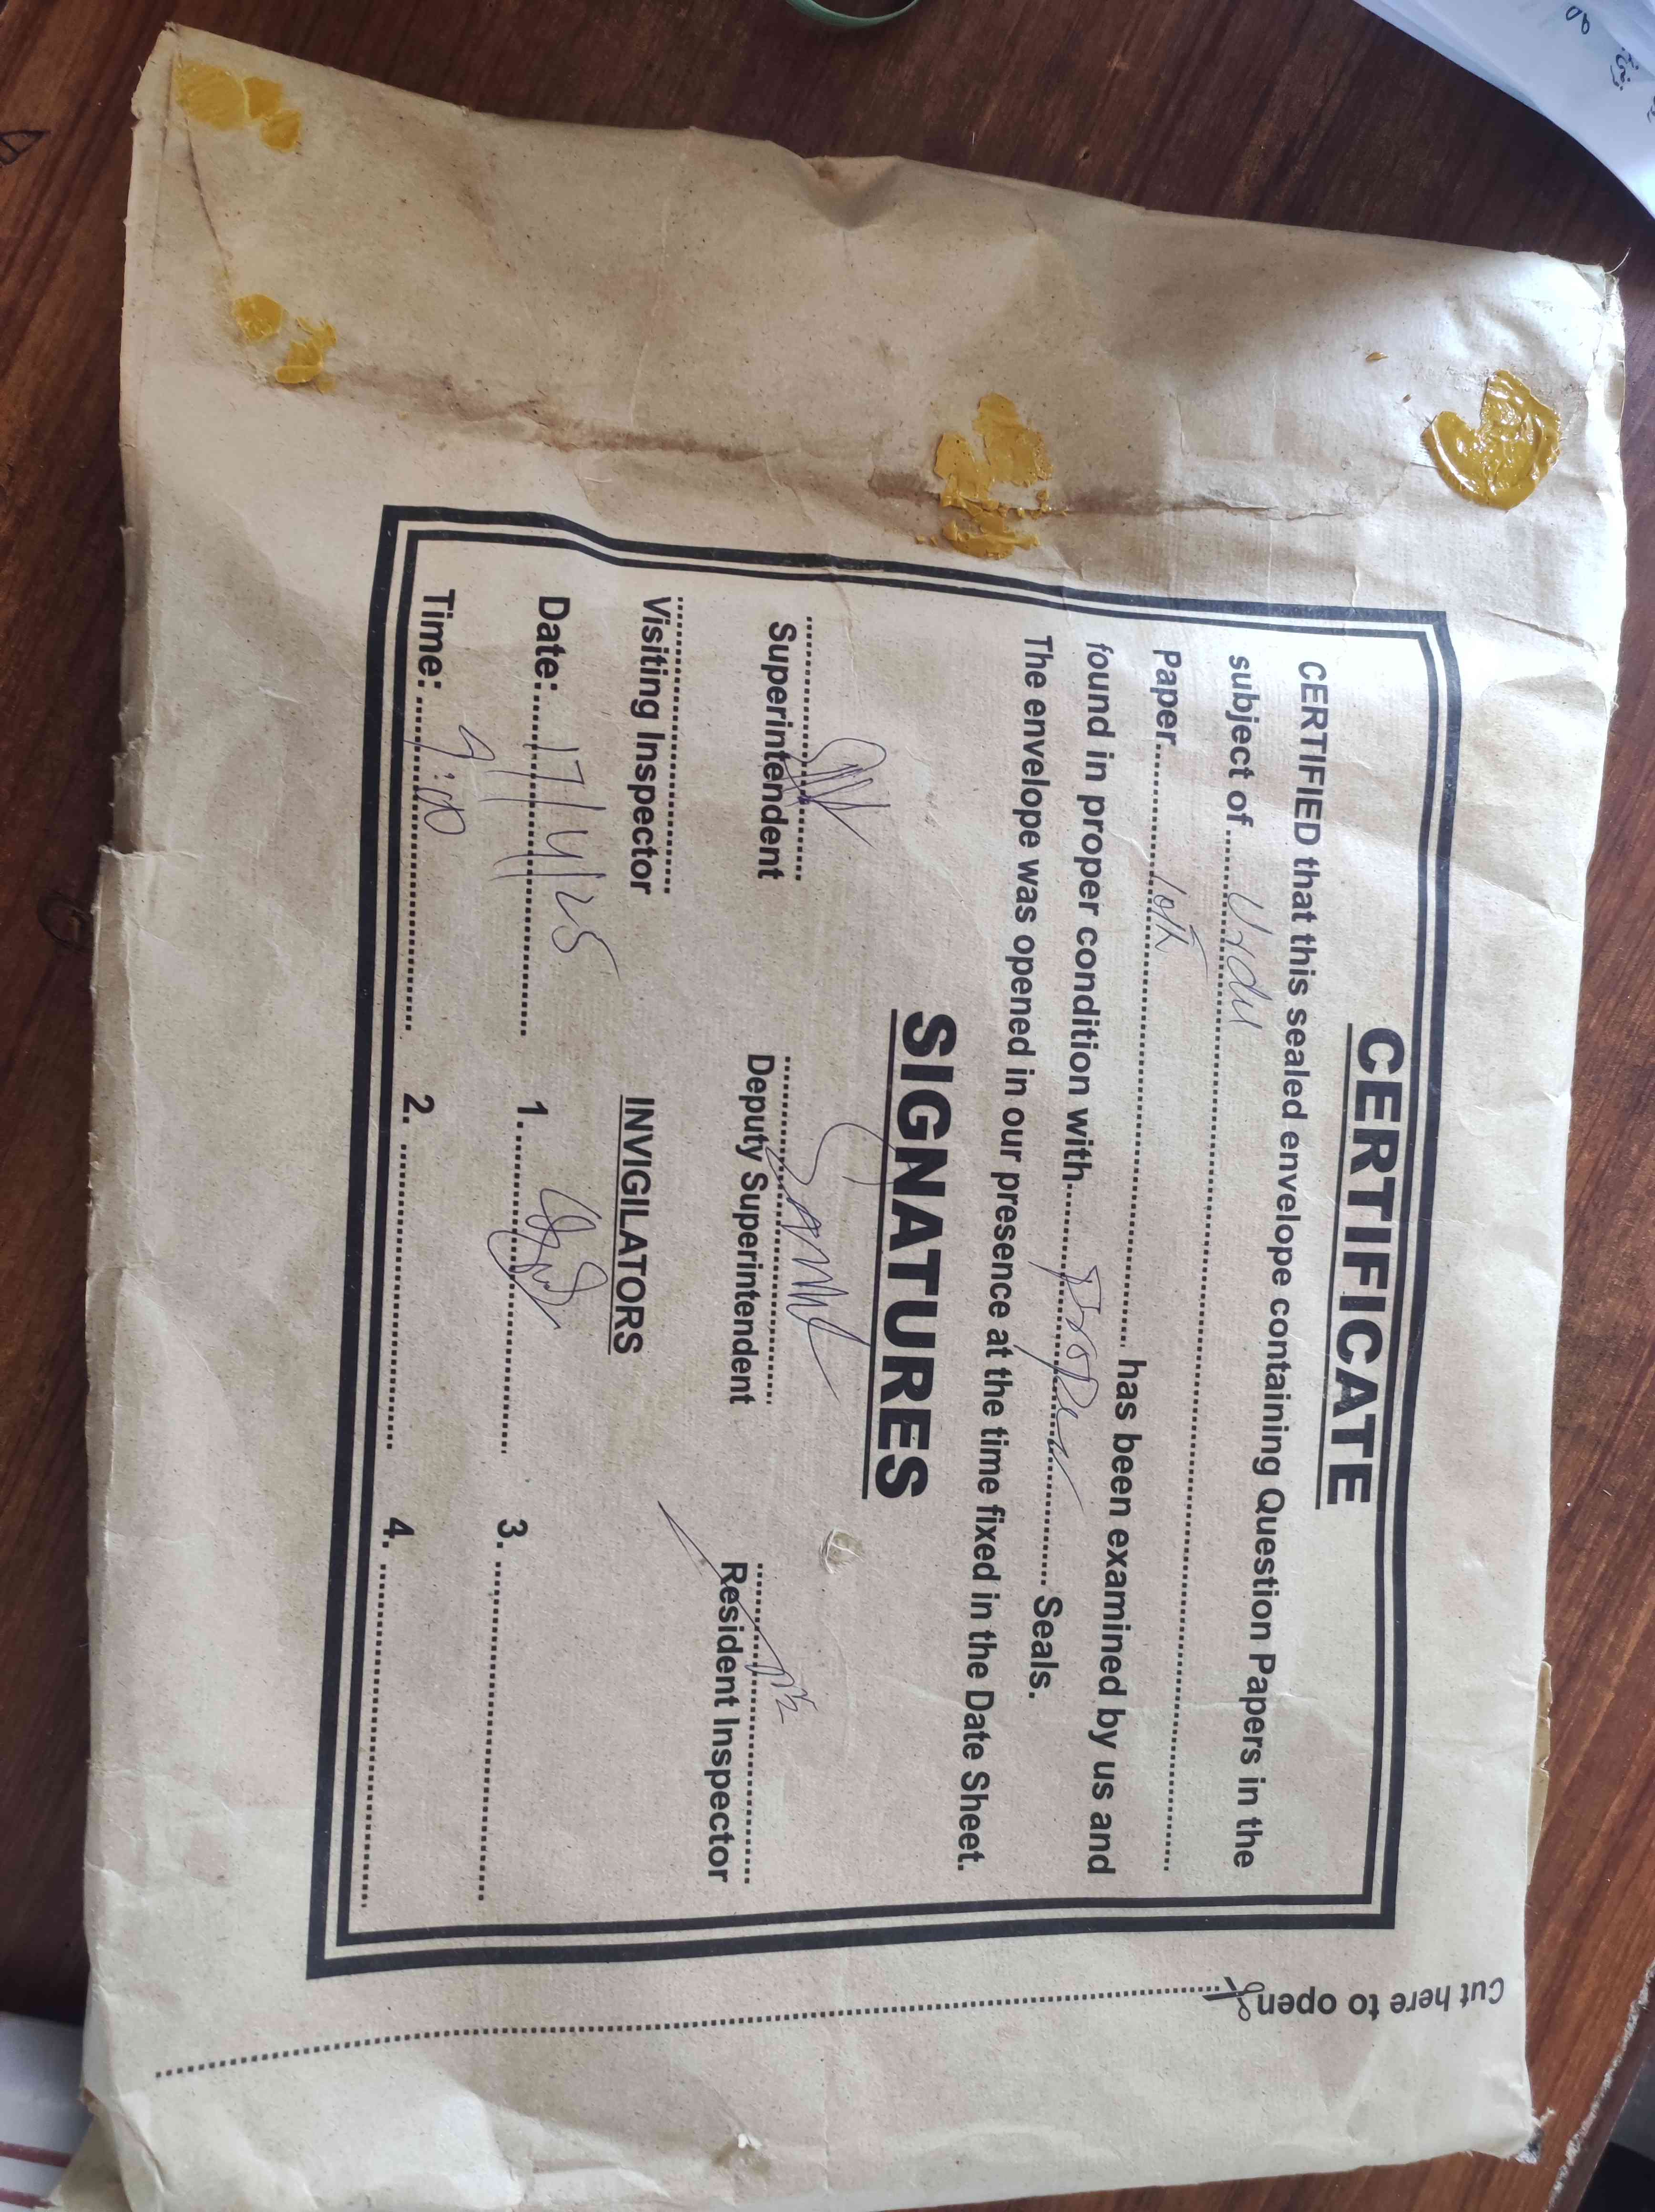 CERTIFICATE
CERTIFIED that this sealed envelope containing Question Papers in the
subject of Urdu
Paper 10th has been examined by us and
found in proper condition with proper Seals.
The envelope was opened in our presence at the time fixed in the Date Sheet.
SIGNATURES
Superintendent Deputy Superintendent Resident Inspector
Visiting Inspector INVIGILATORS
Date: 17/4/25 1. 3.
Time: 9:00 2. 4.
Cut here to open